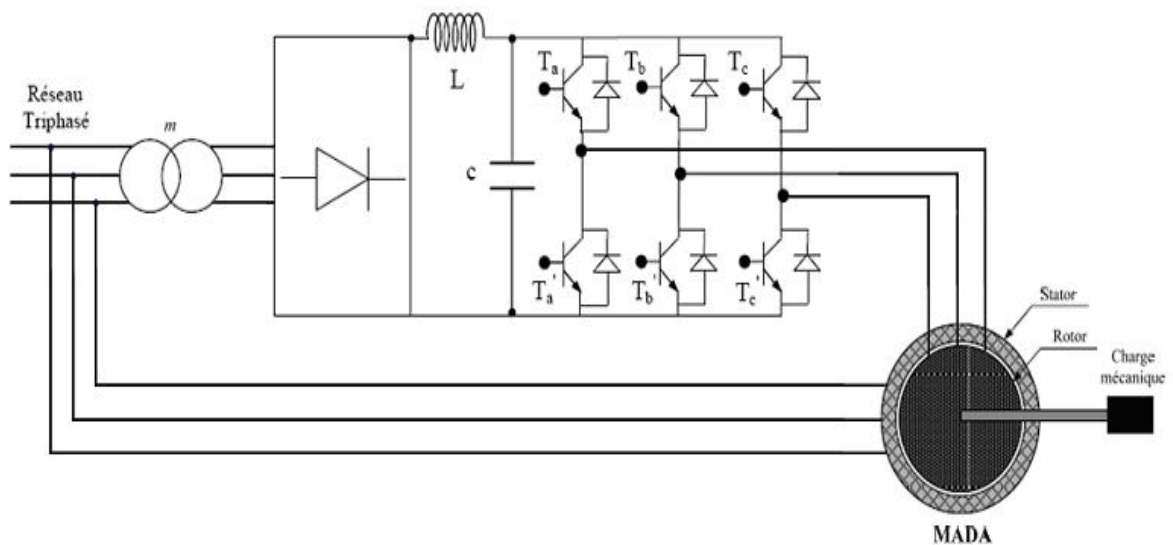 Réseau
Triphasé
m
L
c
Ta
Tb
Tc
Ta'
Tb'
Tc'
Stator
Rotor
Charge
mécanique
MADA